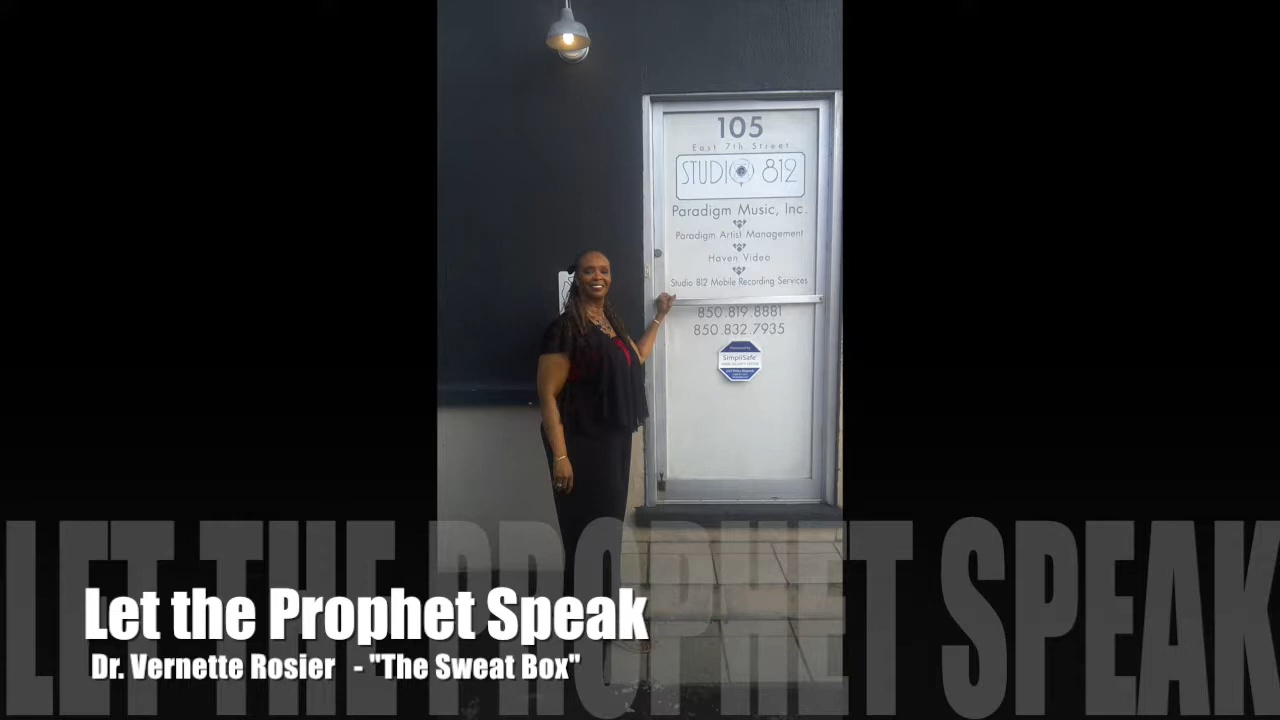 105
East 7th Street
STUDIO 812
Paradigm Music, Inc.
Paradigm Artist Management
Haven Video
Studio 812 Mobile Recording Services
850.819.8881
850.832.7935
SimpliSafe
LET THE PROPHET SPEAK
Let the Prophet Speak
Dr. Vernette Rosier - "The Sweat Box"